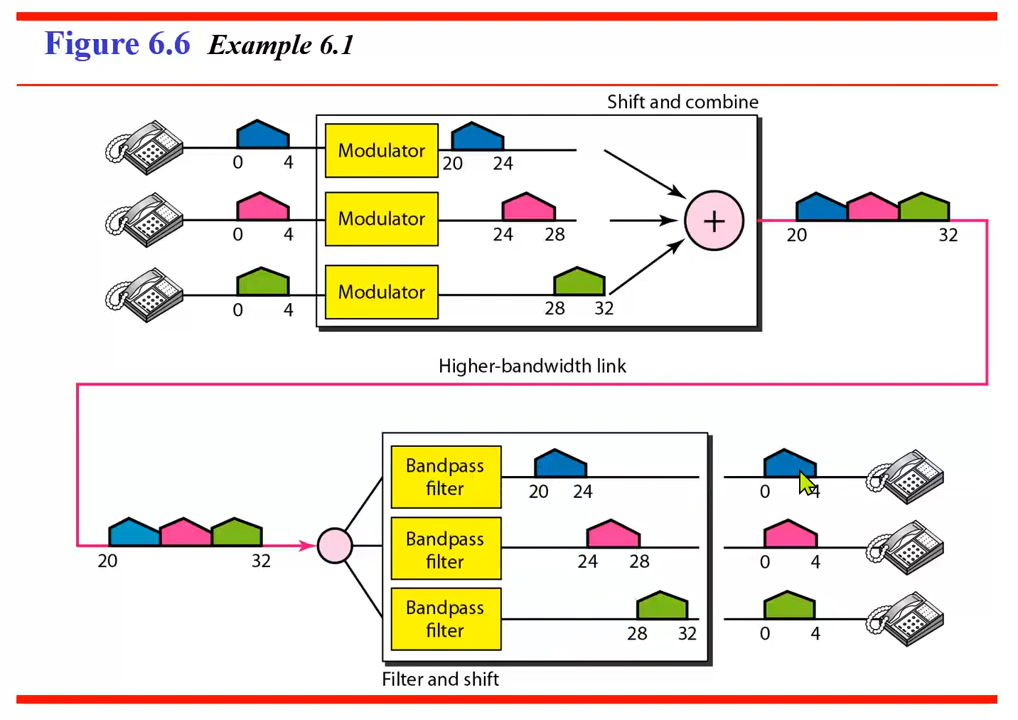 Figure 6.6 Example 6.1
Shift and combine
0 4 Modulator 20 24
0 4 Modulator 24 28
+
20 32
0 4 Modulator 28 32
Higher-bandwidth link
Bandpass
filter
20 24 0 4
20 32
Bandpass
filter
24 28 0 4
Bandpass
filter
28 32 0 4
Filter and shift